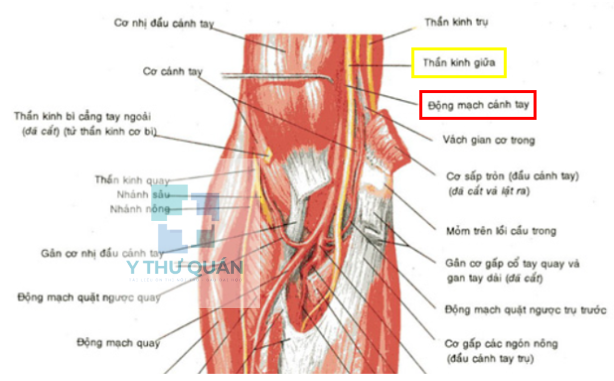 Cơ nhị đầu cánh tay
Cơ cánh tay
Thần kinh bì cẳng tay ngoài
(đã cắt) (từ thần kinh cơ bì)
Thần kinh quay
Nhánh sâu
Nhánh nông
Y THƯ QUÁN
Gân cơ nhị đầu cánh tay
Động mạch quặt ngược quay
Động mạch quay
Thần kinh trụ
Thần kinh giữa
Động mạch cánh tay
Vách gian cơ trong
Cơ sấp tròn (đầu cánh tay)
(đã cắt và lật ra)
Mỏm trên lồi cầu trong
Gân cơ gấp cổ tay quay và
gan tay dài (đã cắt)
Động mạch quặt ngược trụ trước
Cơ gấp các ngón nông
(đầu cánh tay trụ)